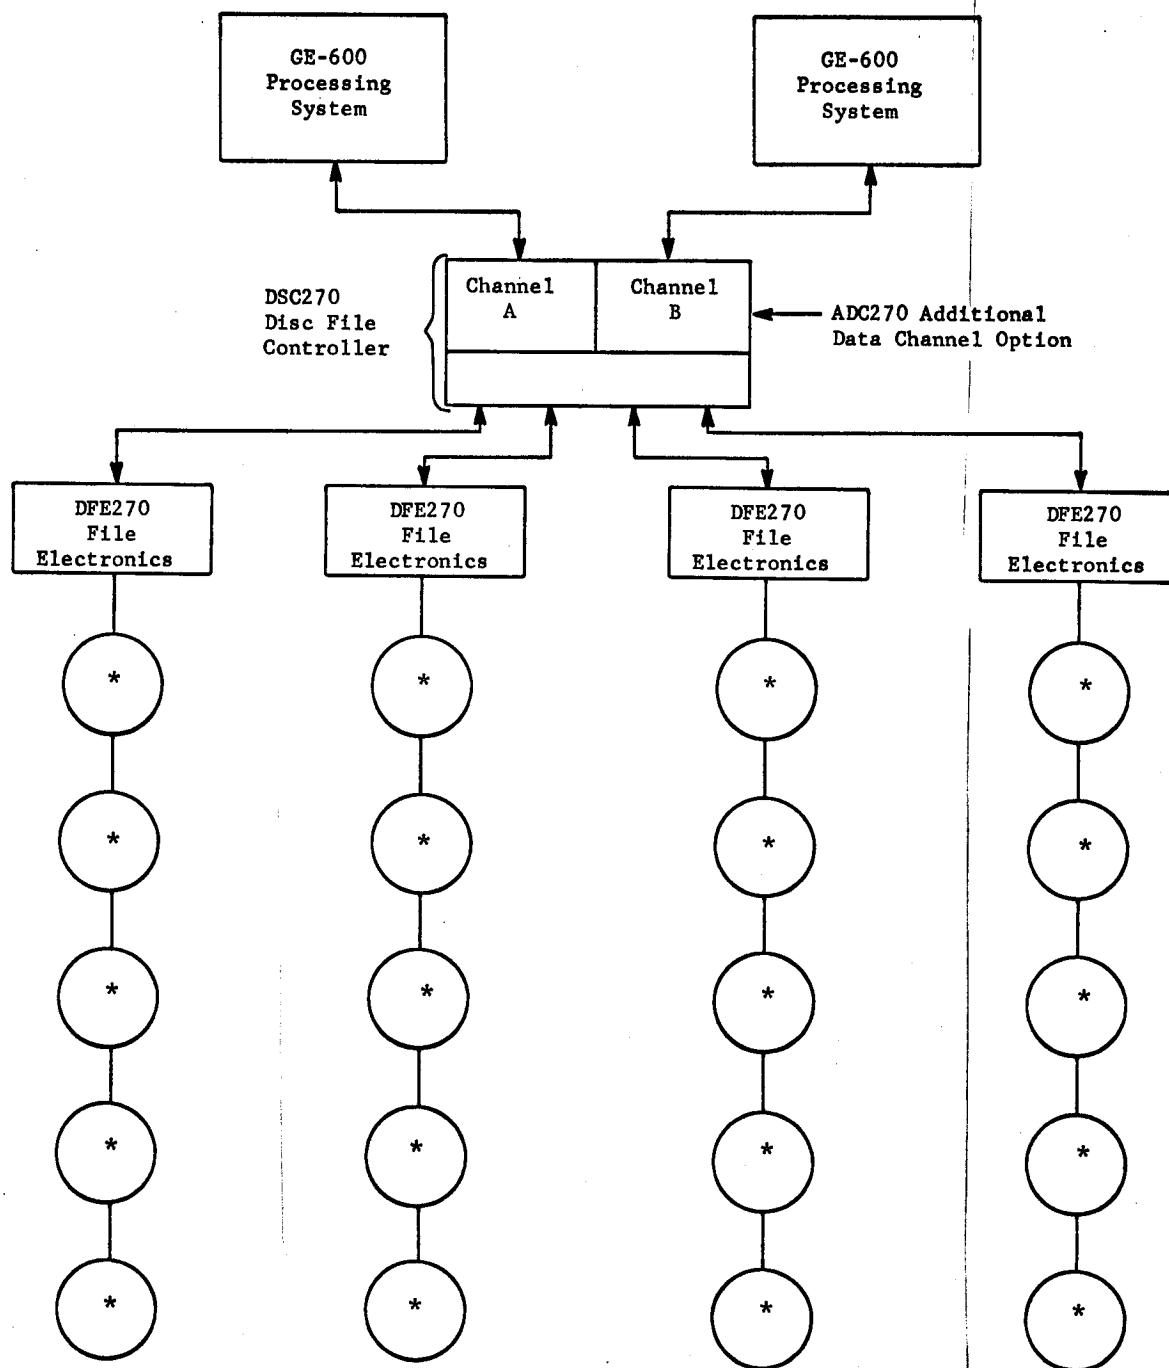 GE-600
Processing
System
GE-600
Processing
System
DSC270
Disc File
Controller
Channel
A
Channel
B
ADC270 Additional
Data Channel Option
DFE270
File
Electronics
DFE270
File
Electronics
DFE270
File
Electronics
DFE270
File
Electronics
* * * *
* * * *
* * * *
* * * *
* * * *